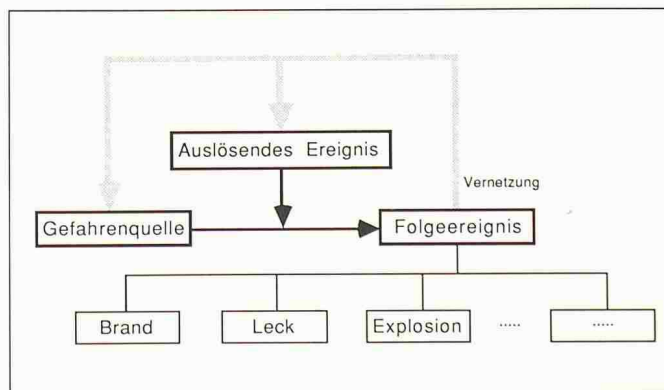 Auslösendes Ereignis
Vernetzung
Gefahrenquelle
Folgeereignis
Brand
Leck
Explosion
.....
.....